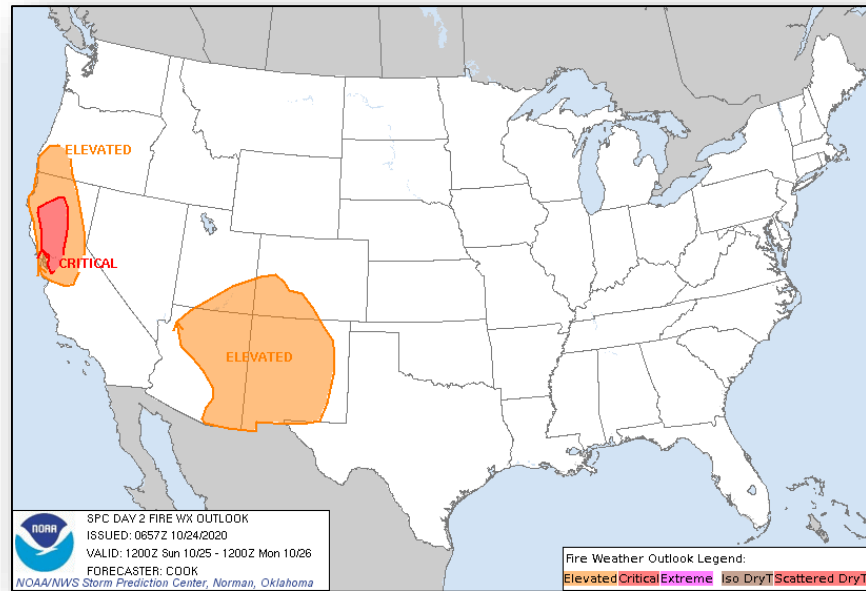 ELEVATED
CRITICAL
ELEVATED
NOAA
SPC DAY 2 FIRE WX OUTLOOK
ISSUED: 0657Z 10/24/2020
VALID: 1200Z Sun 10/25 - 1200Z Mon 10/26
FORECASTER: COOK
NOAA/NWS Storm Prediction Center, Norman, Oklahoma
Fire Weather Outlook Legend:
Elevated Critical Extreme Iso DryT Scattered DryT